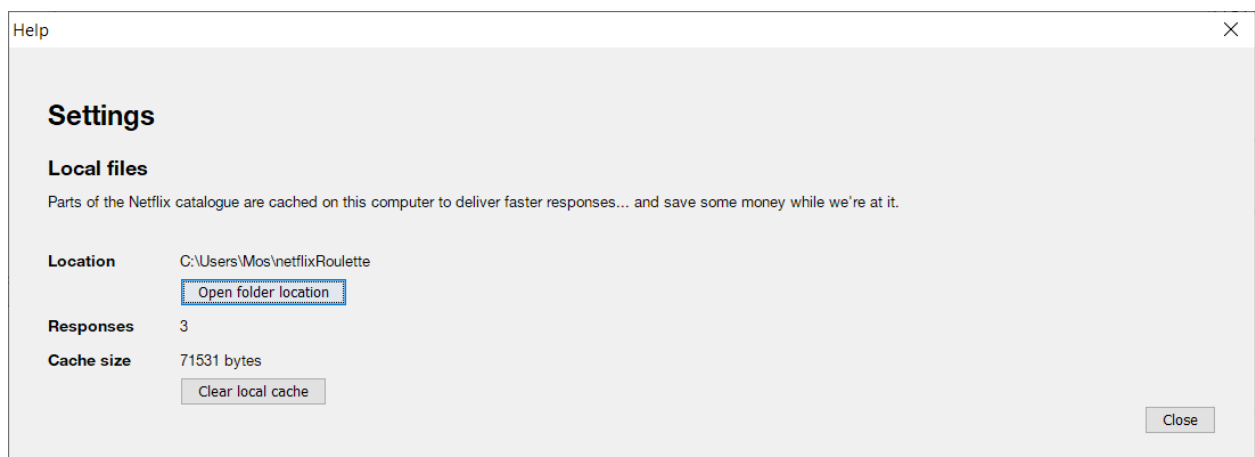 Help
Settings
Local files
Parts of the Netflix catalogue are cached on this computer to deliver faster responses... and save some money while we're at it.
Location C:\Users\Mos\netflixRoulette
Open folder location
Responses 3
Cache size 71531 bytes
Clear local cache
Close